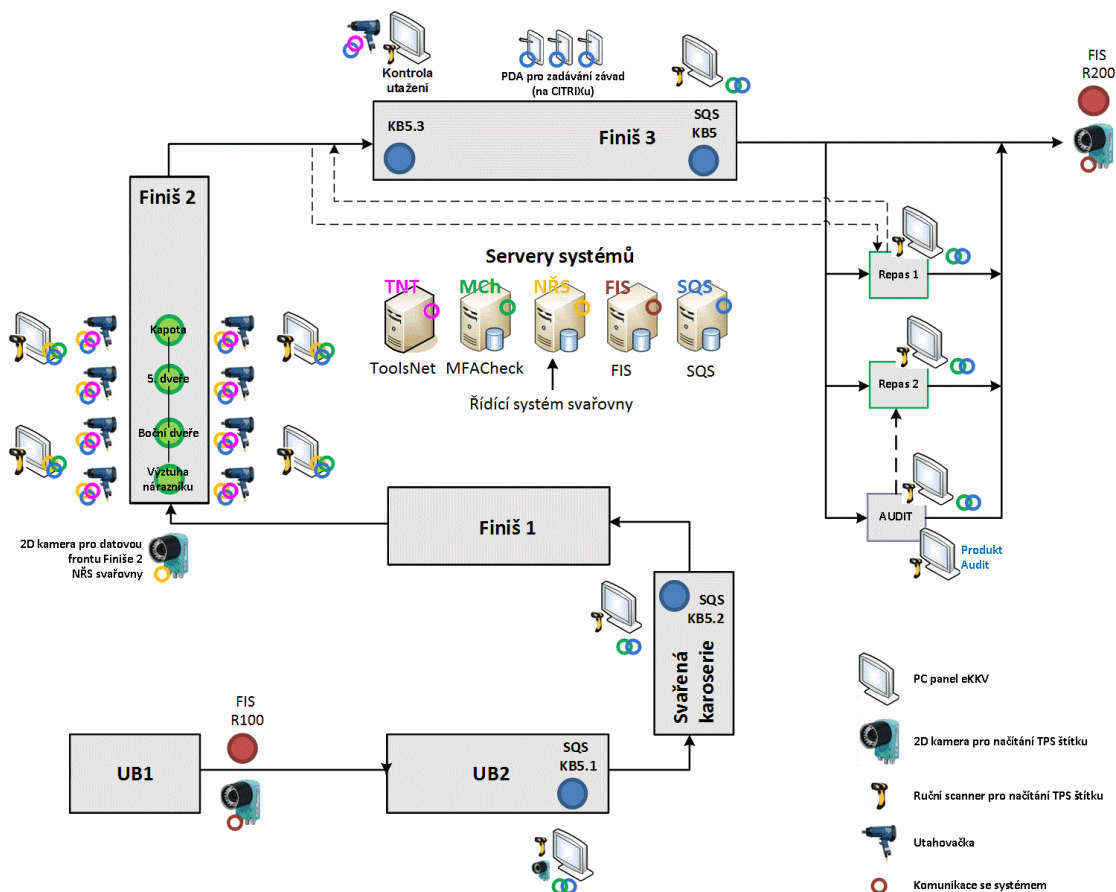 Kontrola
utažení
PDA pro zadávání závad
(na CITRIXu)
FIS
R200
KB5.3
Finiš 3
SQS
KB5
Finiš 2
Repas 1
Servery systémů
TNT
MCh
NŘS
FIS
SQS
ToolsNet
MFACheck
FIS
SQS
Řídící systém svařovny
Kapota
5. dveře
Boční dveře
Výztuha
nárazníku
Repas 2
AUDIT
Produkt
Audit
Finiš 1
2D kamera pro datovou
frontu Finiše 2
NŘS svařovny
SQS
KB5.2
Svařená
karoserie
FIS
R100
UB1
UB2
SQS
KB5.1
PC panel eKKV
2D kamera pro načítání TPS štítku
Ruční scanner pro načítání TPS štítku
Utahovačka
Komunikace se systémem